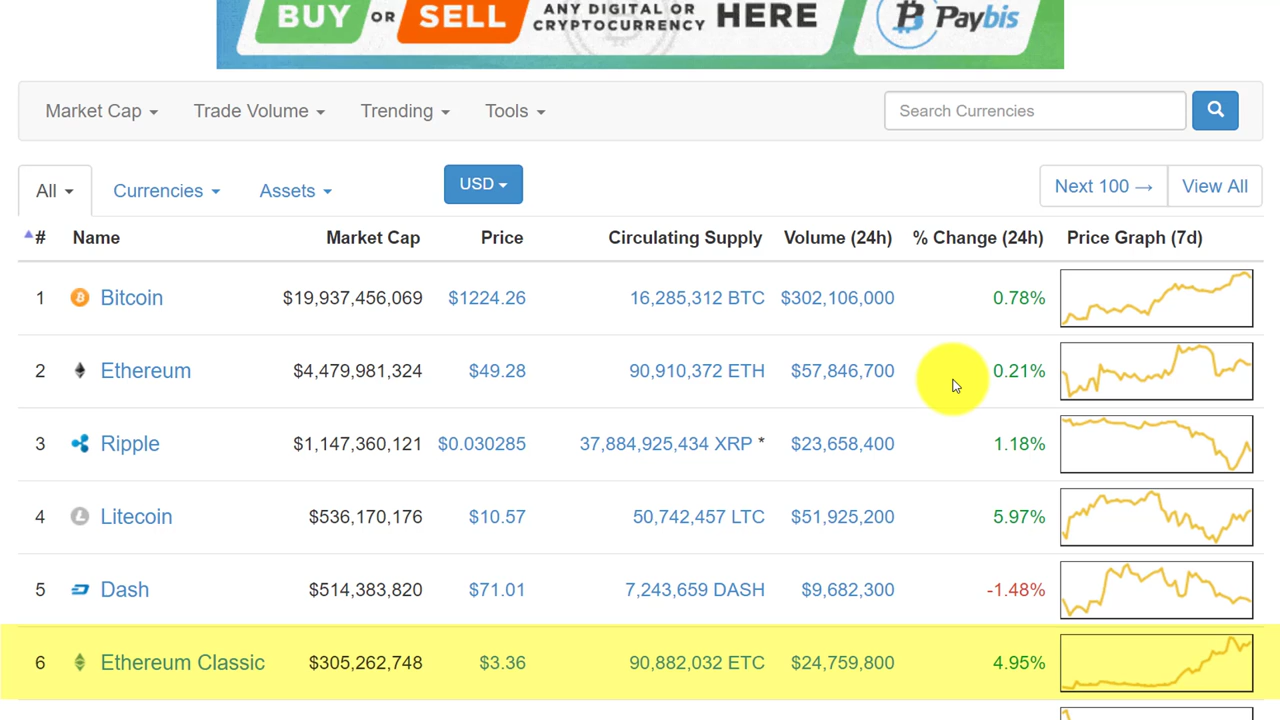 BUY OR SELL ANY DIGITAL OR CRYPTOCURRENCY HERE Paybis
Market Cap Trade Volume Trending Tools Search Currencies
All Currencies Assets USD Next 100 → View All
# Name Market Cap Price Circulating Supply Volume (24h) % Change (24h) Price Graph (7d)
1 Bitcoin $19,937,456,069 $1224.26 16,285,312 BTC $302,106,000 0.78%
2 Ethereum $4,479,981,324 $49.28 90,910,372 ETH $57,846,700 0.21%
3 Ripple $1,147,360,121 $0.030285 37,884,925,434 XRP * $23,658,400 1.18%
4 Litecoin $536,170,176 $10.57 50,742,457 LTC $51,925,200 5.97%
5 Dash $514,383,820 $71.01 7,243,659 DASH $9,682,300 -1.48%
6 Ethereum Classic $305,262,748 $3.36 90,882,032 ETC $24,759,800 4.95%